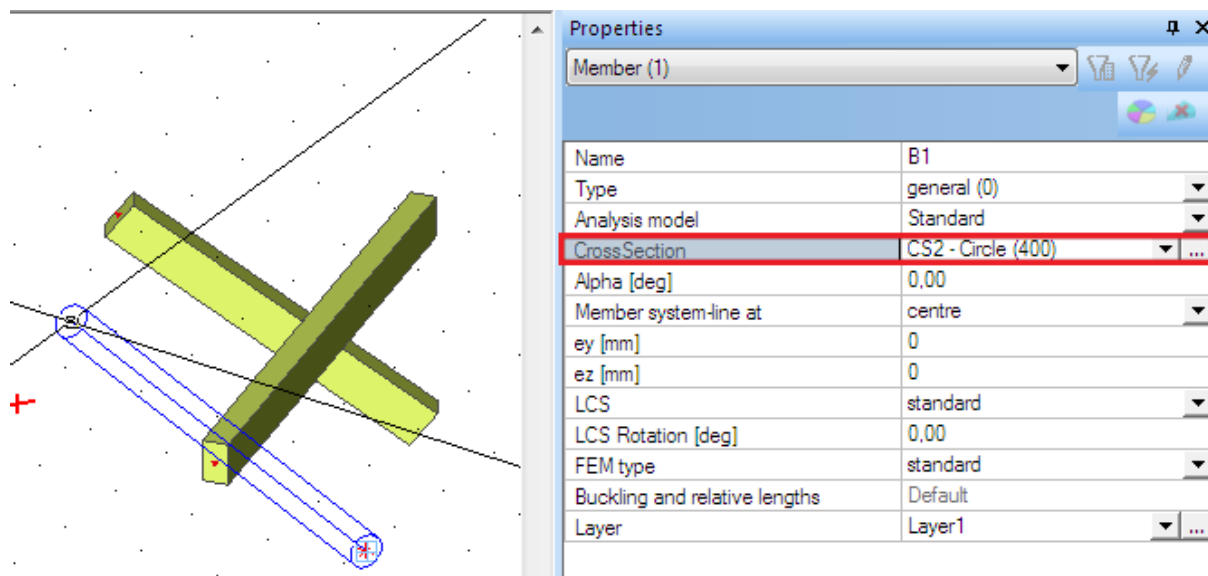 Properties
Member (1)
Name B1
Type general (0)
Analysis model Standard
CrossSection CS2 - Circle (400) ...
Alpha [deg] 0,00
Member system-line at centre
ey [mm] 0
ez [mm] 0
LCS standard
LCS Rotation [deg] 0,00
FEM type standard
Buckling and relative lengths Default
Layer Layer1 ...